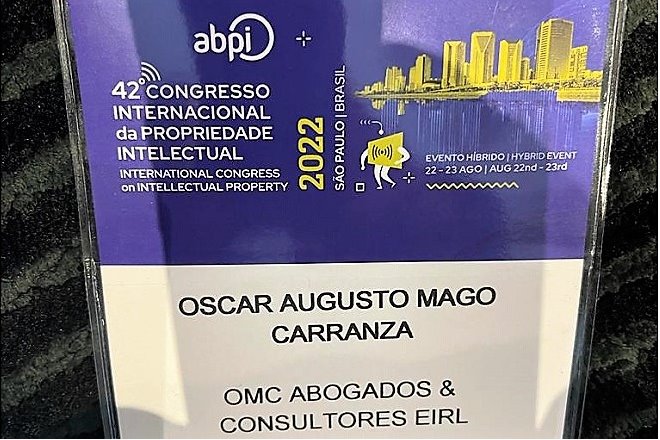 abpi
42º CONGRESSO
INTERNACIONAL
da PROPRIEDADE
INTELECTUAL
INTERNATIONAL CONGRESS
on INTELLECTUAL PROPERTY
2022
SÃO PAULO | BRASIL
EVENTO HÍBRIDO | HYBRID EVENT
22 - 23 AGO | AUG 22nd - 23rd
OSCAR AUGUSTO MAGO
CARRANZA
OMC ABOGADOS &
CONSULTORES EIRL